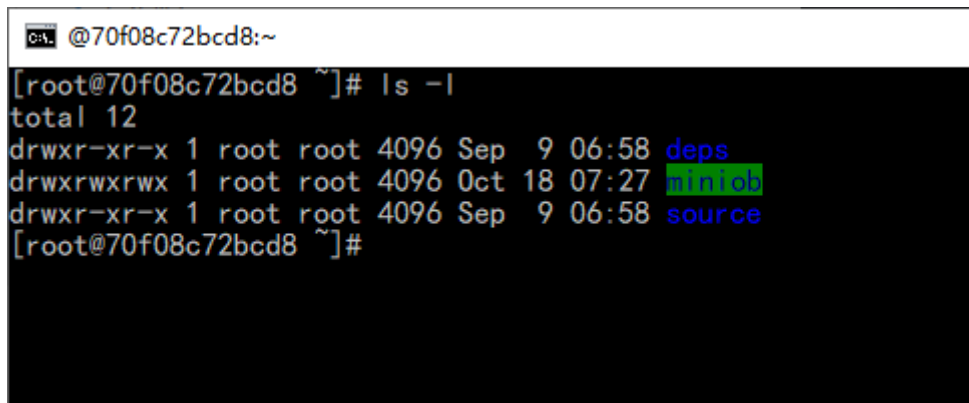 @70f08c72bcd8:~
[root@70f08c72bcd8 ~]# ls -l
total 12
drwxr-xr-x 1 root root 4096 Sep  9 06:58 deps
drwxrwxrwx 1 root root 4096 Oct 18 07:27 miniob
drwxr-xr-x 1 root root 4096 Sep  9 06:58 source
[root@70f08c72bcd8 ~]#